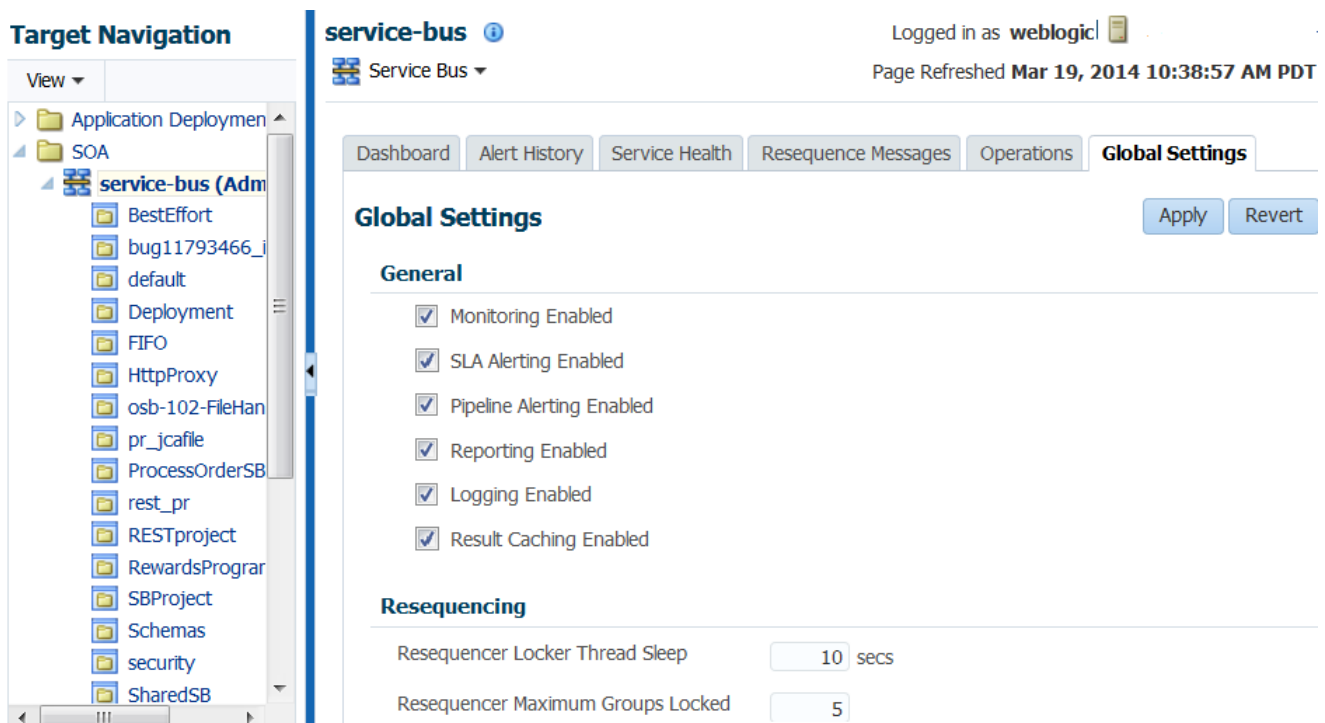 Target Navigation
View
Application Deploymen
SOA
service-bus (Adm
BestEffort
bug11793466_i
default
Deployment
FIFO
HttpProxy
osb-102-FileHan
pr_jcafile
ProcessOrderSB
rest_pr
RESTproject
RewardsPrograr
SBProject
Schemas
security
SharedSB
service-bus
Service Bus
Logged in as weblogic
Page Refreshed Mar 19, 2014 10:38:57 AM PDT
Dashboard Alert History Service Health Resequence Messages Operations Global Settings
Global Settings
Apply Revert
General
Monitoring Enabled
SLA Alerting Enabled
Pipeline Alerting Enabled
Reporting Enabled
Logging Enabled
Result Caching Enabled
Resequencing
Resequencer Locker Thread Sleep 10 secs
Resequencer Maximum Groups Locked 5